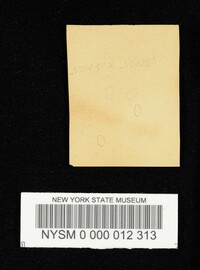 NEW YORK STATE MUSEUM
NYSM 0 000 012 313